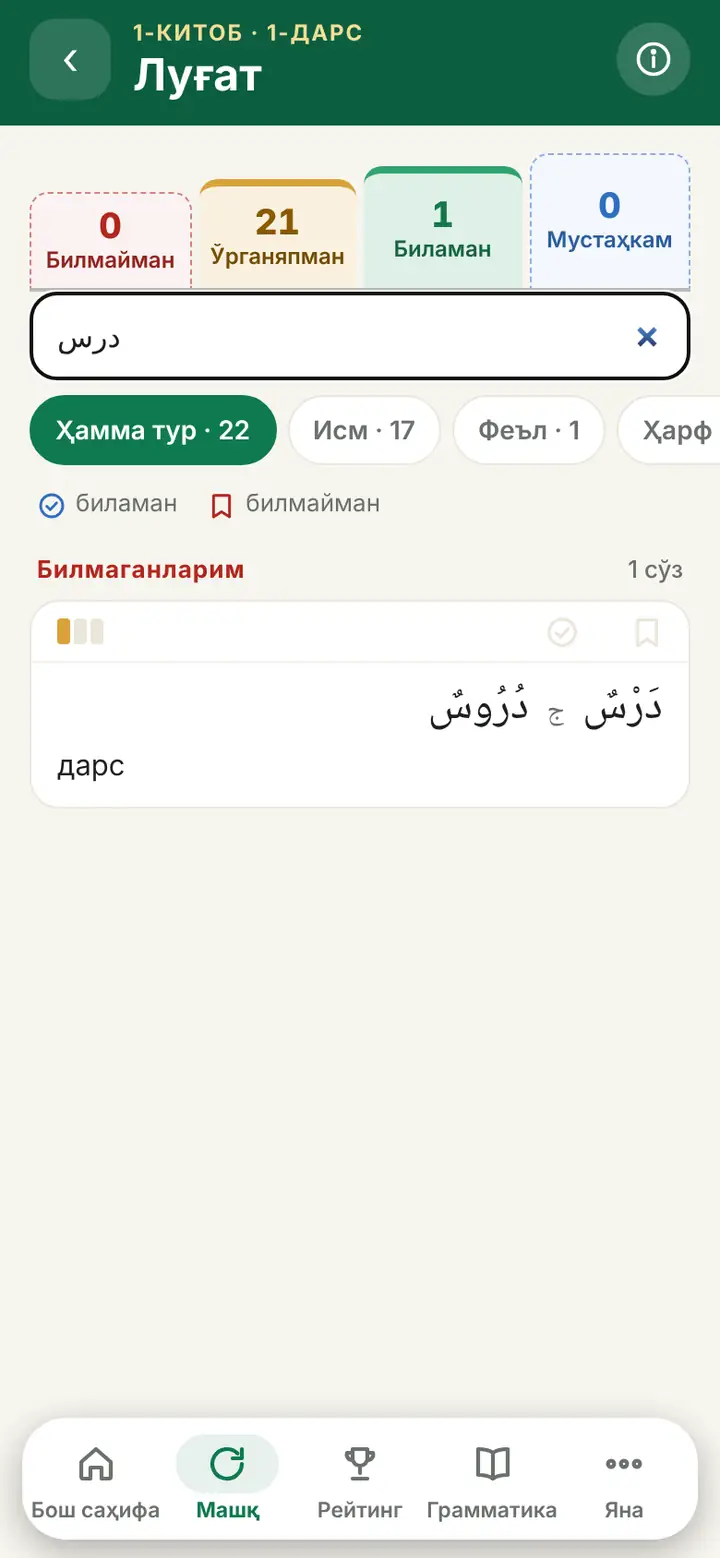 1-КИТОБ · 1-ДАРС
Луғат
0 21 1 0
Билмайман Ўрганяпман Биламан Мустаҳкам
درس
Ҳамма тур · 22 Исм · 17 Феъл · 1 Ҳарф
биламан билмайман
Билмаганларим 1 сўз
دَرْسٌ ج دُرُوسٌ
дарс
Бош саҳифа Машқ Рейтинг Грамматика Яна